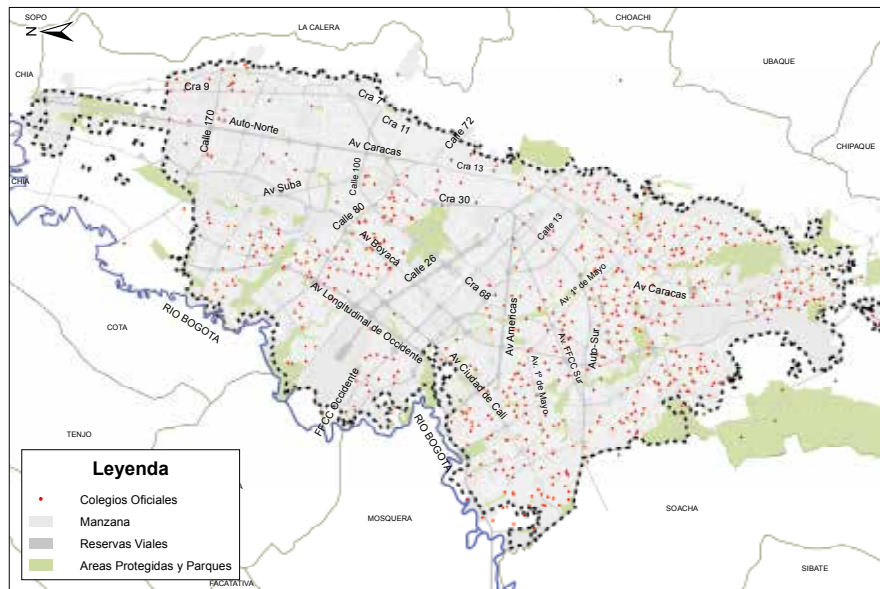 SOPO
CHOACHI
LA CALERA
N
UBAQUE
CHIA
Cra 9
Cra 7
Cra 11
Calle 170
Auto-Norte
Calle 72
Av Caracas
CHIPAQUE
Calle 100
Cra 13
CHIA
Av Suba
Cra 30
Calle 80
Calle 13
Av Boyaca
Calle 26
Cra 68
Av. 1º de Mayo
Av Caracas
Av Longitudinal de Occidente
RIO BOGOTA
COTA
Av Americas
Auto-Sur
Av. FFCC Sur
Av Ciudad de Cali
Av. 1º de Mayo
FFCC Occidente
RIO BOGOTA
TENJO
Leyenda
Colegios Oficiales
Manzana
Reservas Viales
Areas Protegidas y Parques
MOSQUERA
SOACHA
SIBATE
FACATATIVA